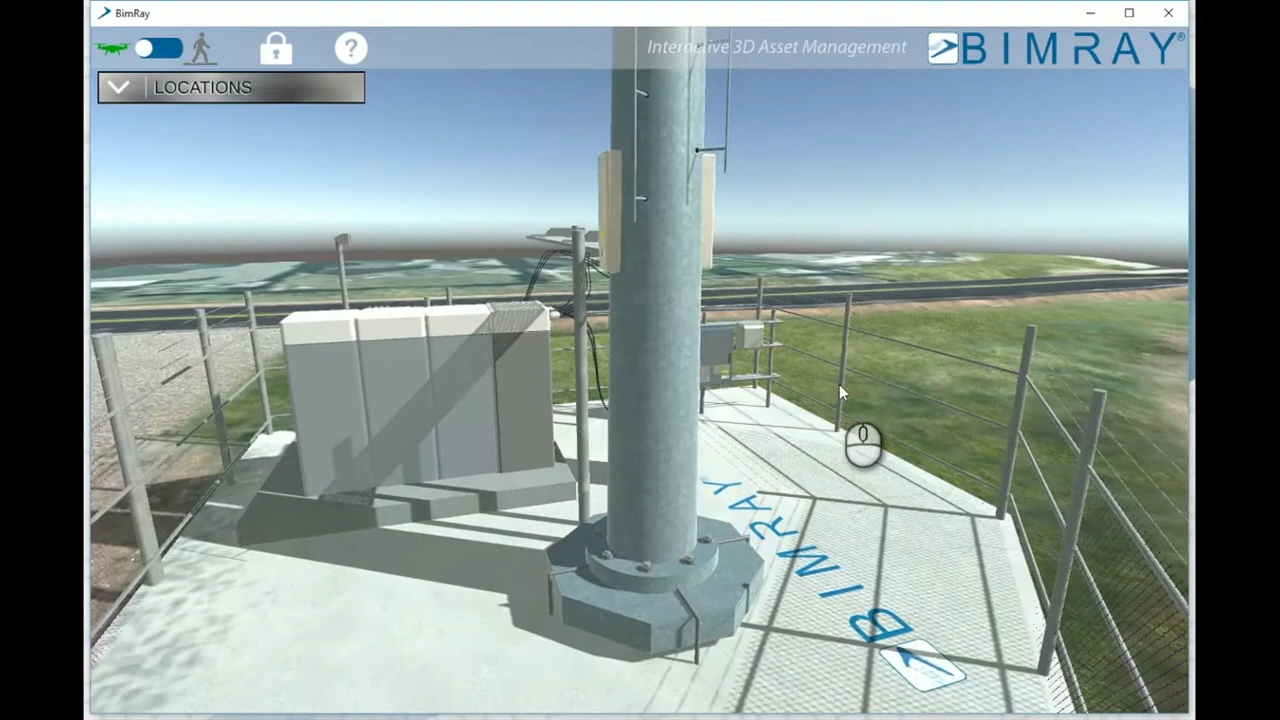 BimRay
?
Interactive 3D Asset Management
BIMRAY®
LOCATIONS
BIMRAY